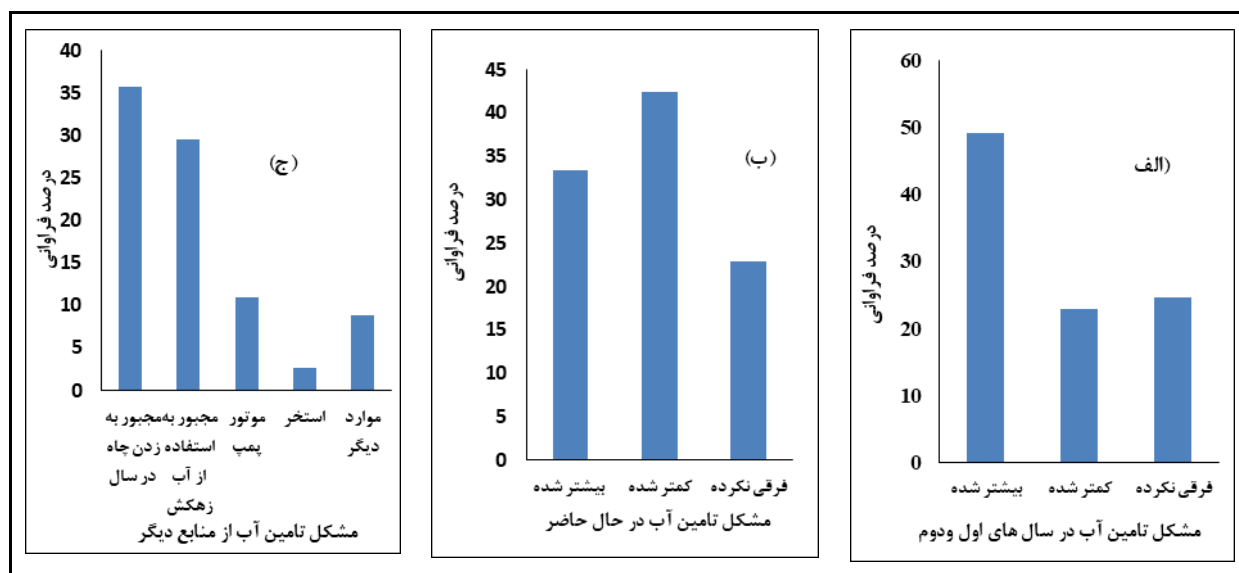 60
50
40
30
20
10
0
درصد فراوانی
(الف
بیشتر شده
کمتر شده
فرقی نکرده
مشکل تامین آب در سال های اول ودوم
45
40
35
30
25
20
15
10
5
0
درصد فراوانی
(ب)
بیشتر شده
کمتر شده
فرقی نکرده
مشکل تامین آب در حال حاضر
40
35
30
25
20
15
10
5
0
درصد فراوانی
(ج)
مجبور به
زدن چاه
در سال
مجبور به
استفاده
از آب
زهکش
موتور
پمپ
استخر
موارد
دیگر
مشکل تامین آب از منابع دیگر